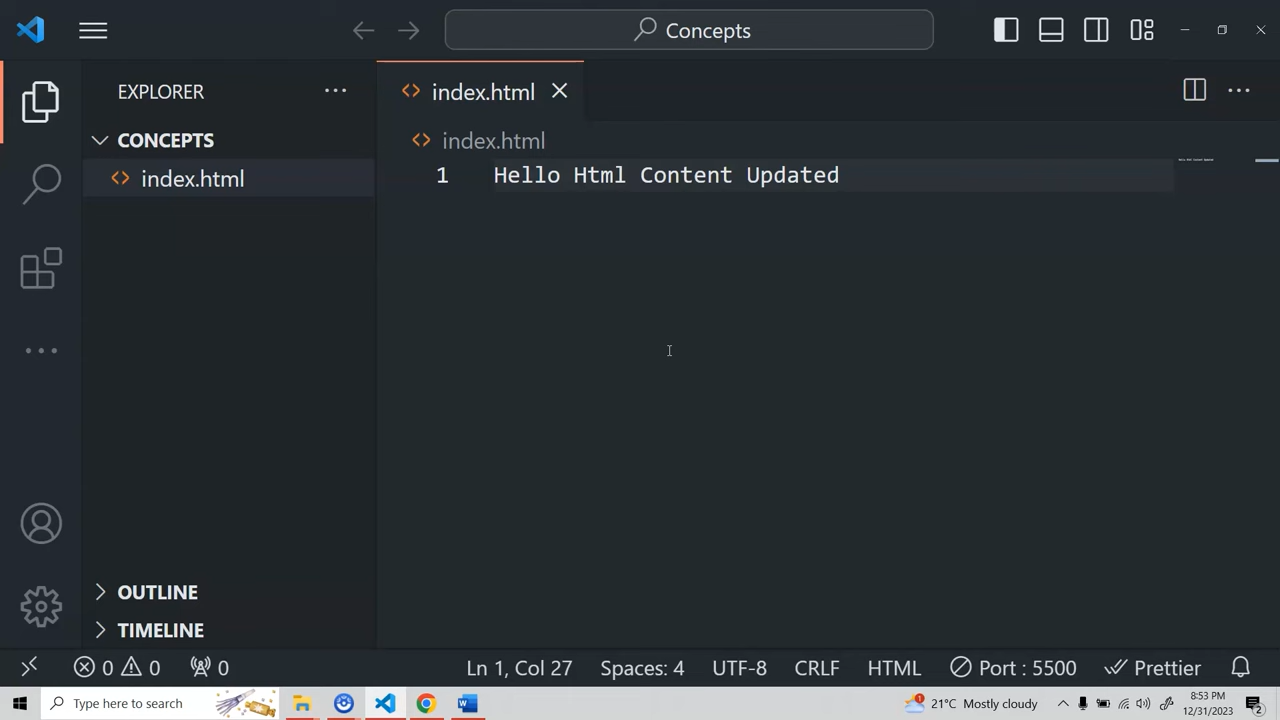 Concepts
EXPLORER
index.html
CONCEPTS
index.html
index.html
1 Hello Html Content Updated
OUTLINE
TIMELINE
0 0 0 Ln 1, Col 27 Spaces: 4 UTF-8 CRLF HTML Port : 5500 Prettier
Type here to search
1 21°C Mostly cloudy
8:53 PM
12/31/2023
2